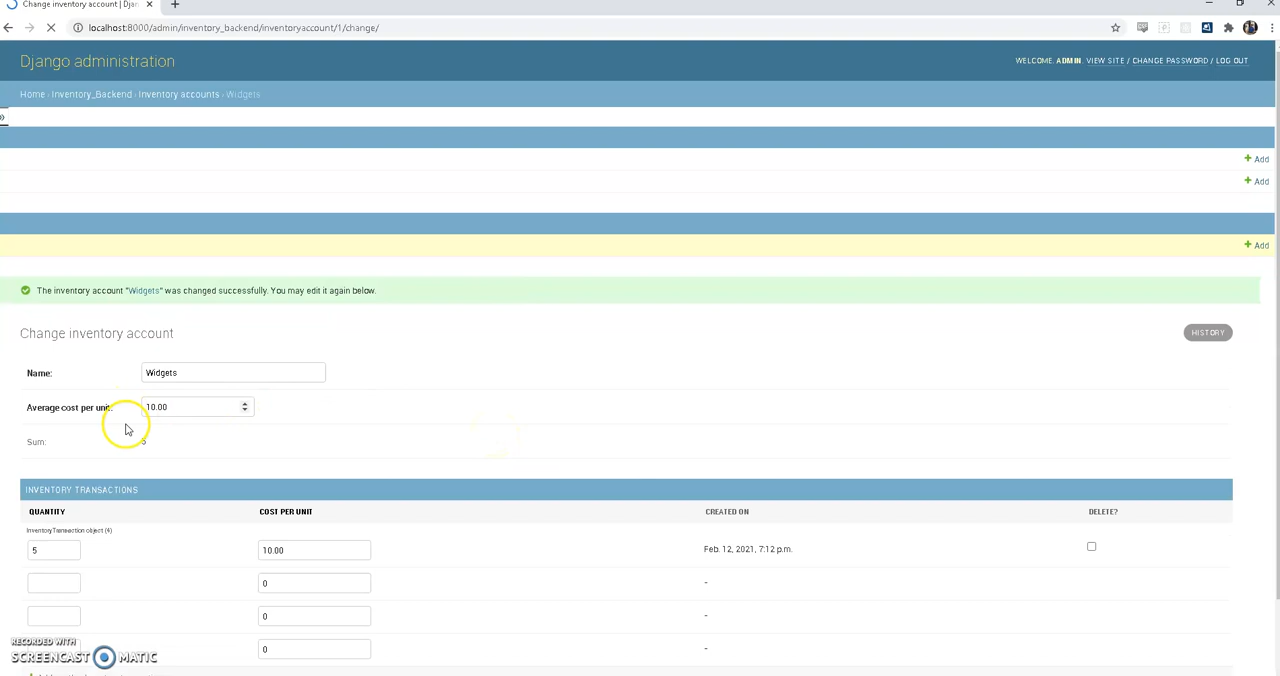 Change inventory account | Djan
localhost:8000/admin/inventory_backend/inventoryaccount/1/change/
Django administration
WELCOME, ADMIN. VIEW SITE / CHANGE PASSWORD / LOG OUT
Home › Inventory_Backend › Inventory accounts › Widgets
»
+ Add
+ Add
+ Add
The inventory account "Widgets" was changed successfully. You may edit it again below.
Change inventory account
HISTORY
Name: Widgets
Average cost per unit: 10.00
Sum: 5
INVENTORY TRANSACTIONS
QUANTITY COST PER UNIT CREATED ON DELETE?
InventoryTransaction object (4)
5 10.00 Feb. 12, 2021, 7:12 p.m.
0 -
0 -
0 -
RECORDED WITH
SCREENCAST MATIC